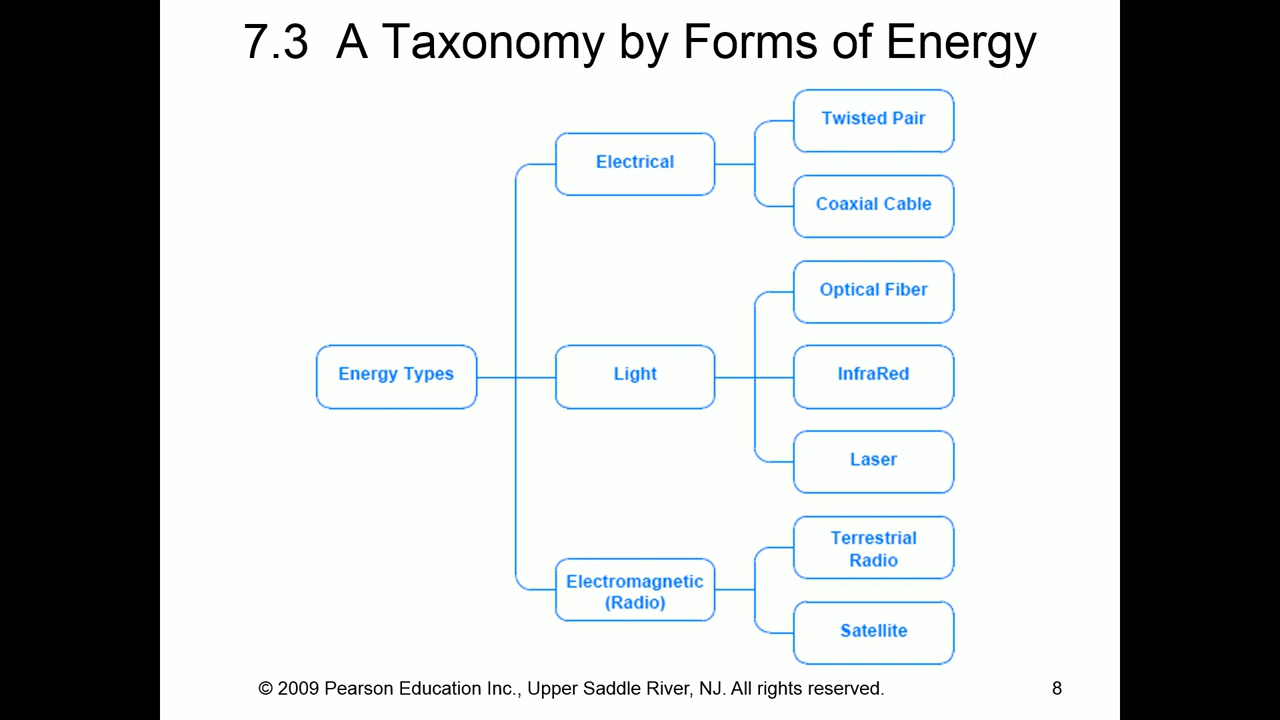 7.3 A Taxonomy by Forms of Energy
Energy Types
Electrical
Twisted Pair
Coaxial Cable
Light
Optical Fiber
InfraRed
Laser
Electromagnetic
(Radio)
Terrestrial
Radio
Satellite
© 2009 Pearson Education Inc., Upper Saddle River, NJ. All rights reserved.
8